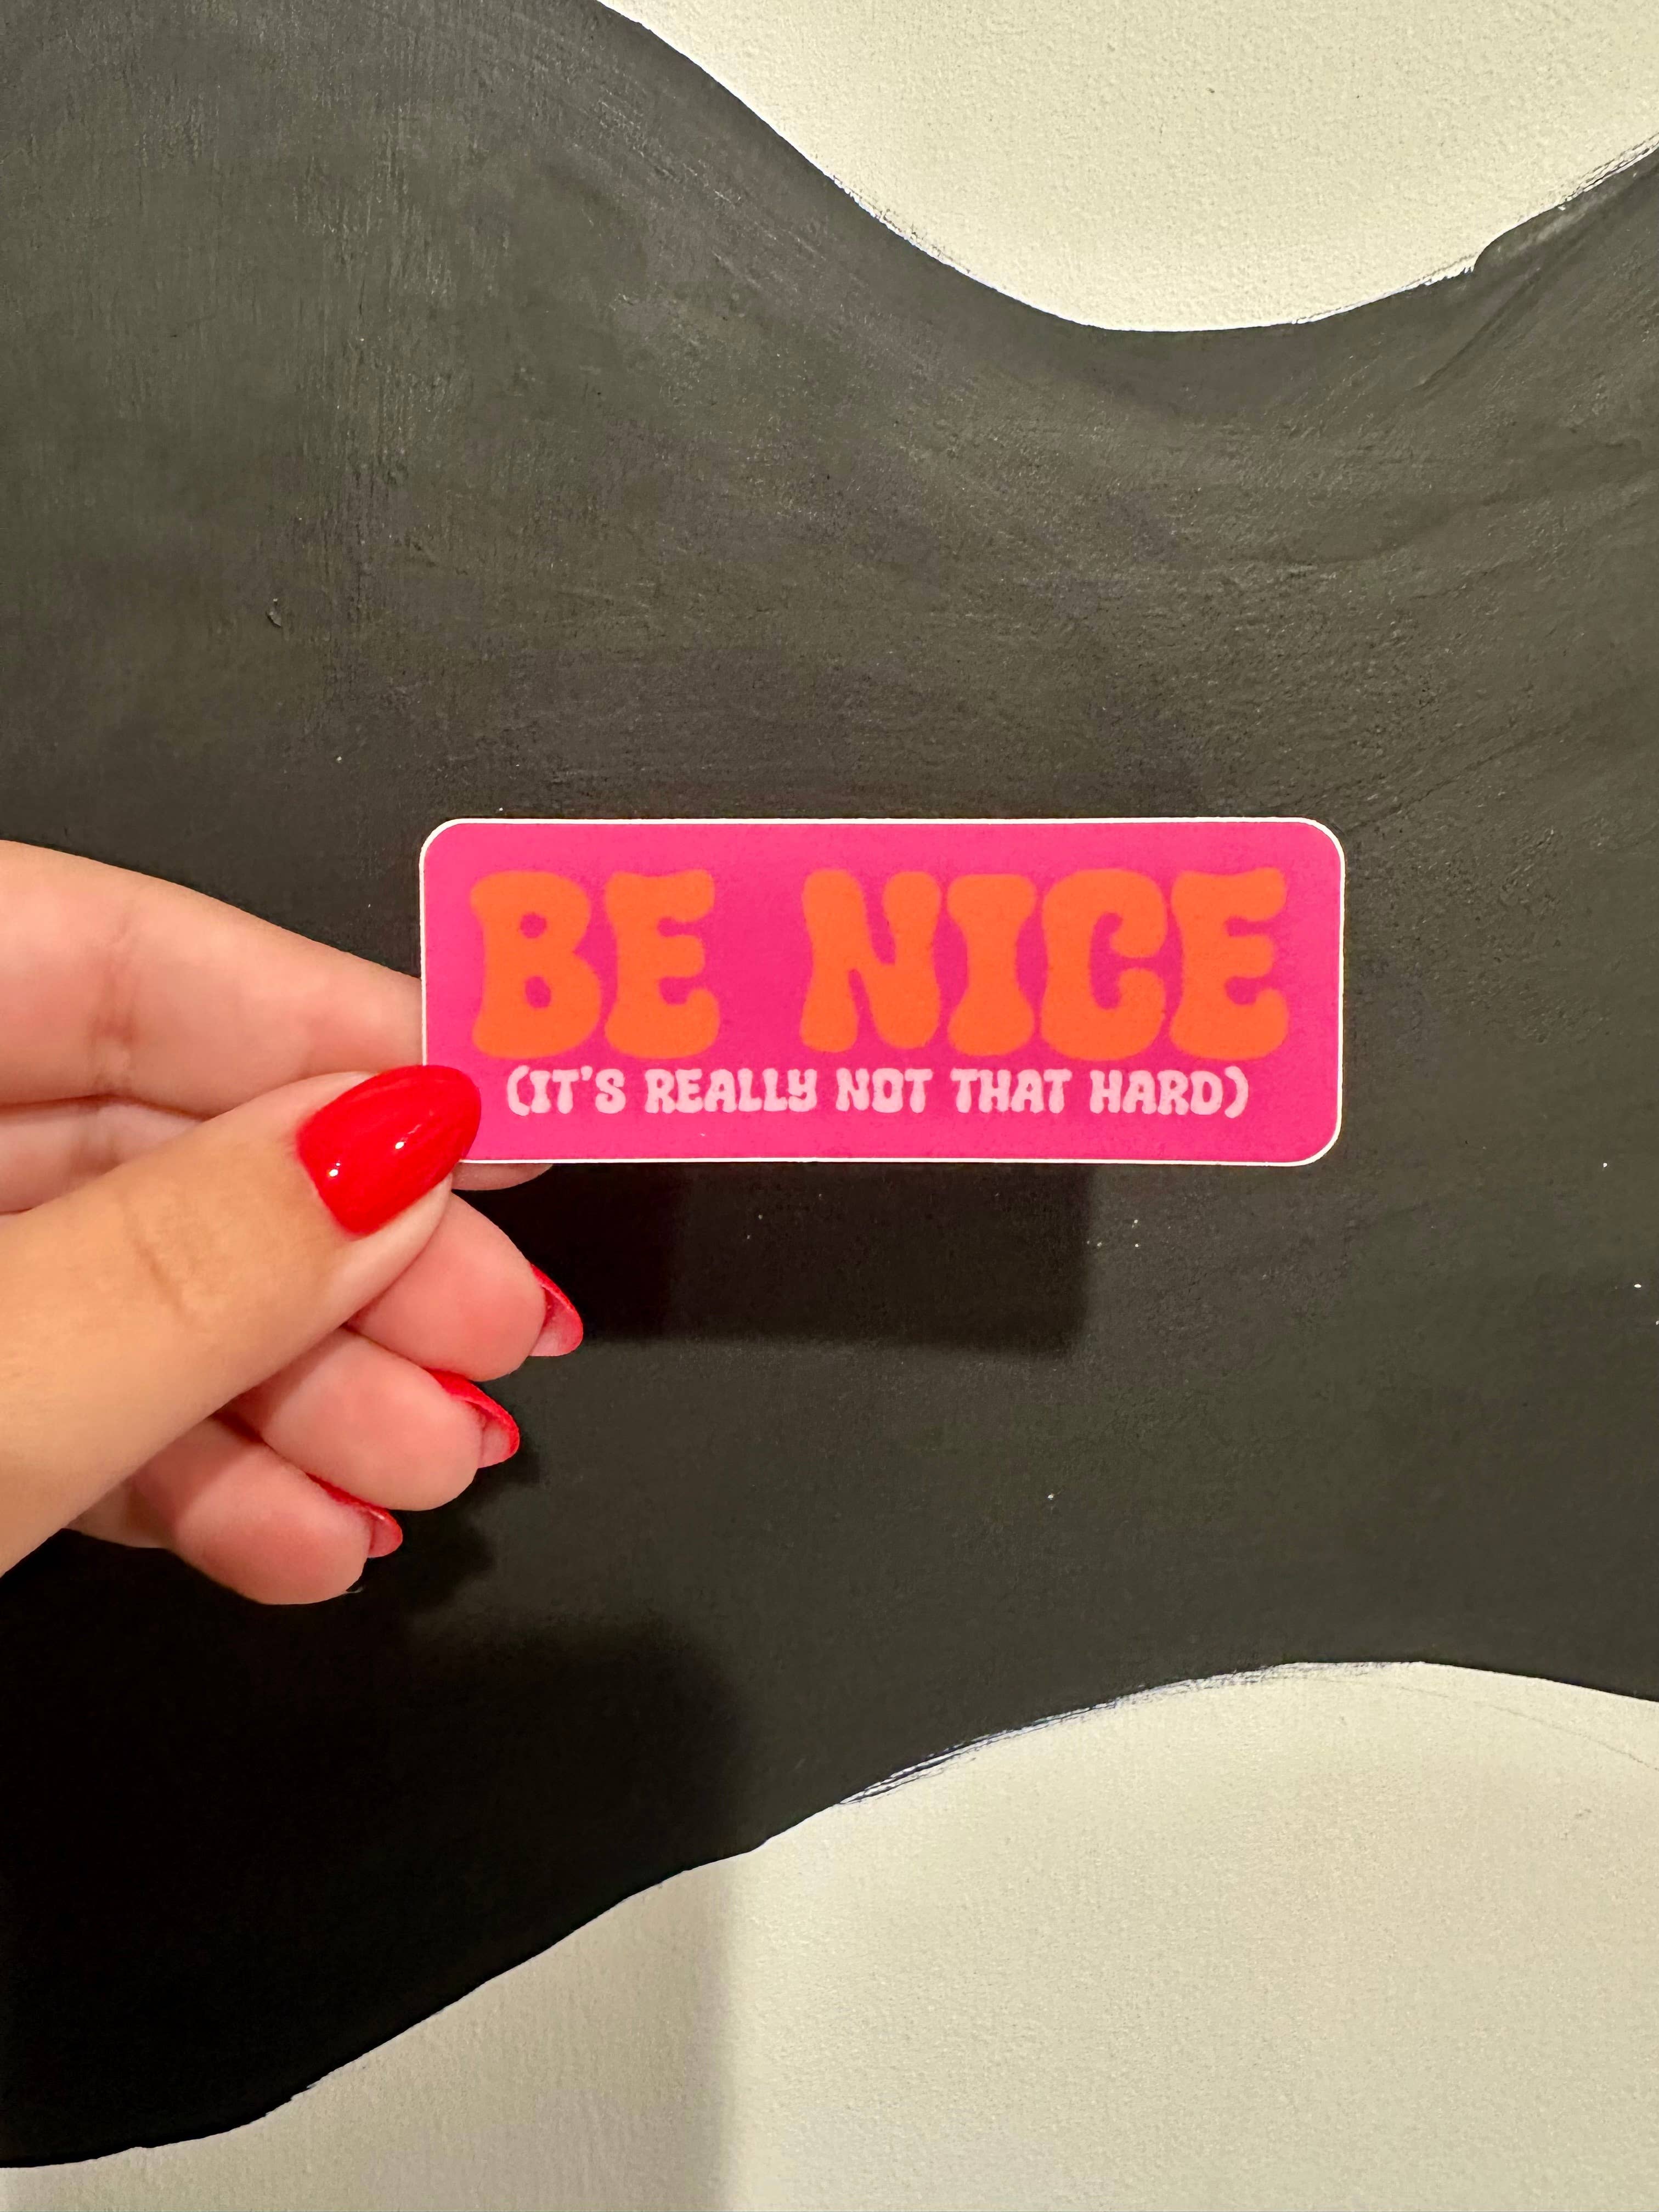 BE NICE
(IT'S REALLY NOT THAT HARD)